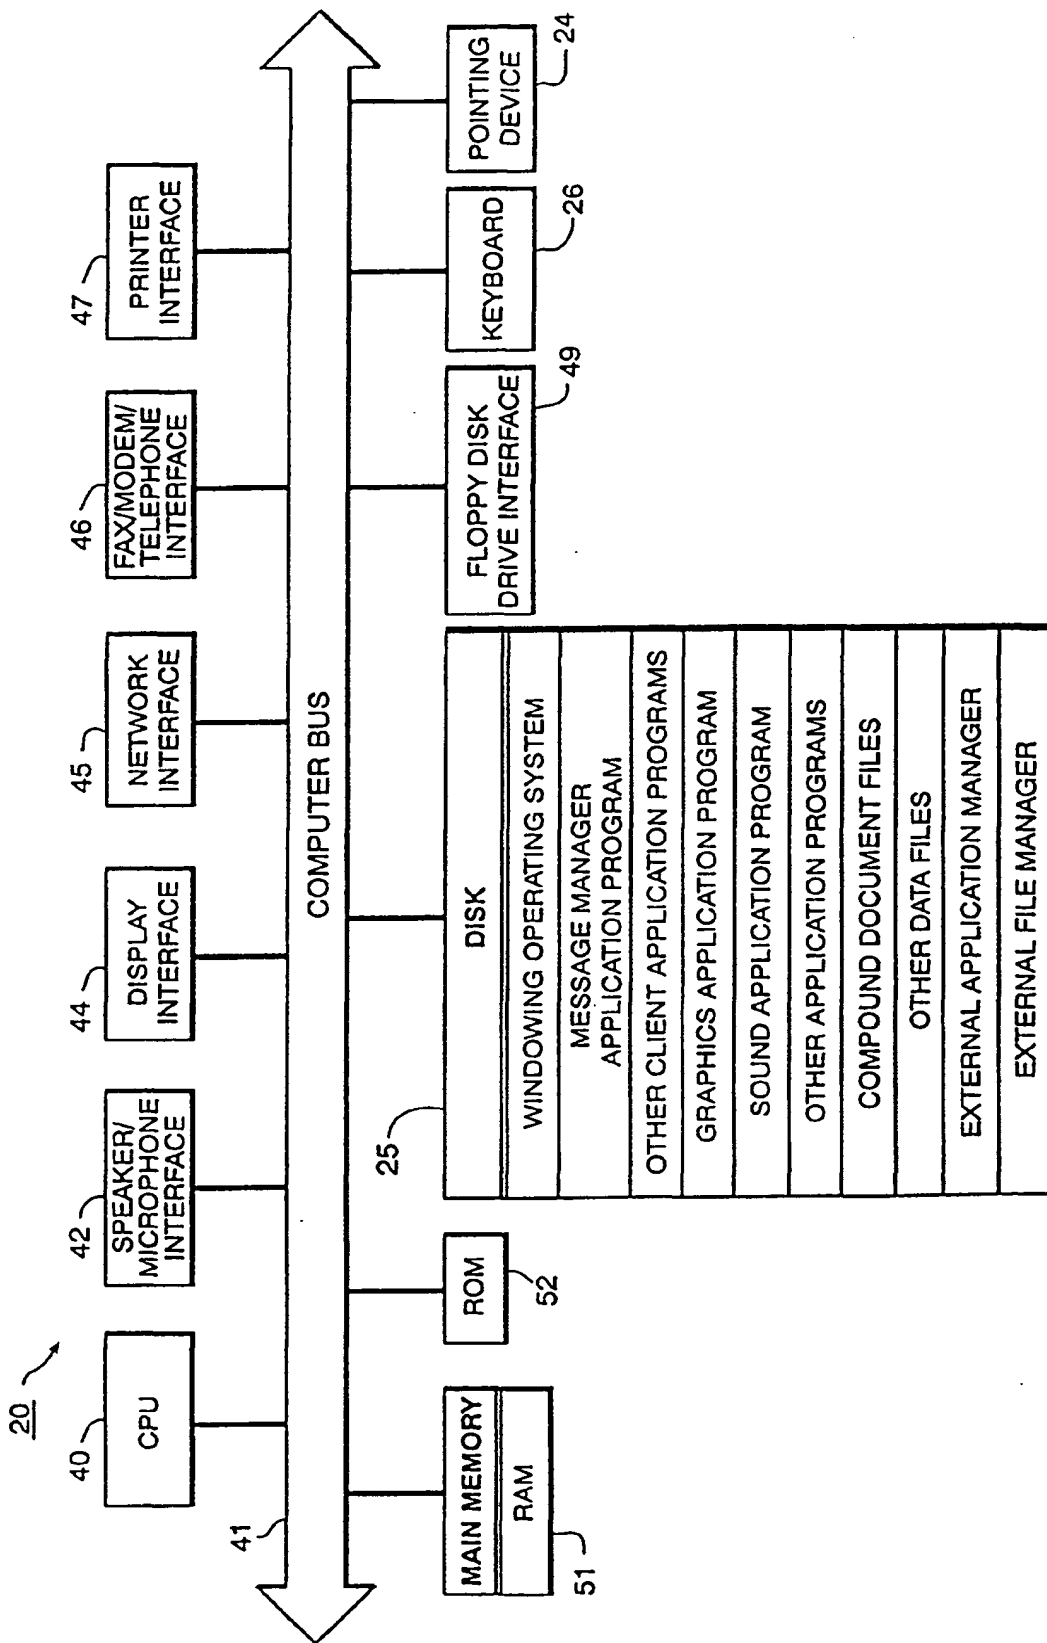 20
40
CPU
42
SPEAKER/
MICROPHONE
INTERFACE
44
DISPLAY
INTERFACE
45
NETWORK
INTERFACE
46
FAX/MODEM/
TELEPHONE
INTERFACE
47
PRINTER
INTERFACE
41
COMPUTER BUS
MAIN MEMORY
RAM
51
ROM
52
25
DISK
WINDOWING OPERATING SYSTEM
MESSAGE MANAGER
APPLICATION PROGRAM
OTHER CLIENT APPLICATION PROGRAMS
GRAPHICS APPLICATION PROGRAM
SOUND APPLICATION PROGRAM
OTHER APPLICATION PROGRAMS
COMPOUND DOCUMENT FILES
OTHER DATA FILES
EXTERNAL APPLICATION MANAGER
EXTERNAL FILE MANAGER
FLOPPY DISK
DRIVE INTERFACE
49
KEYBOARD
26
POINTING
DEVICE
24